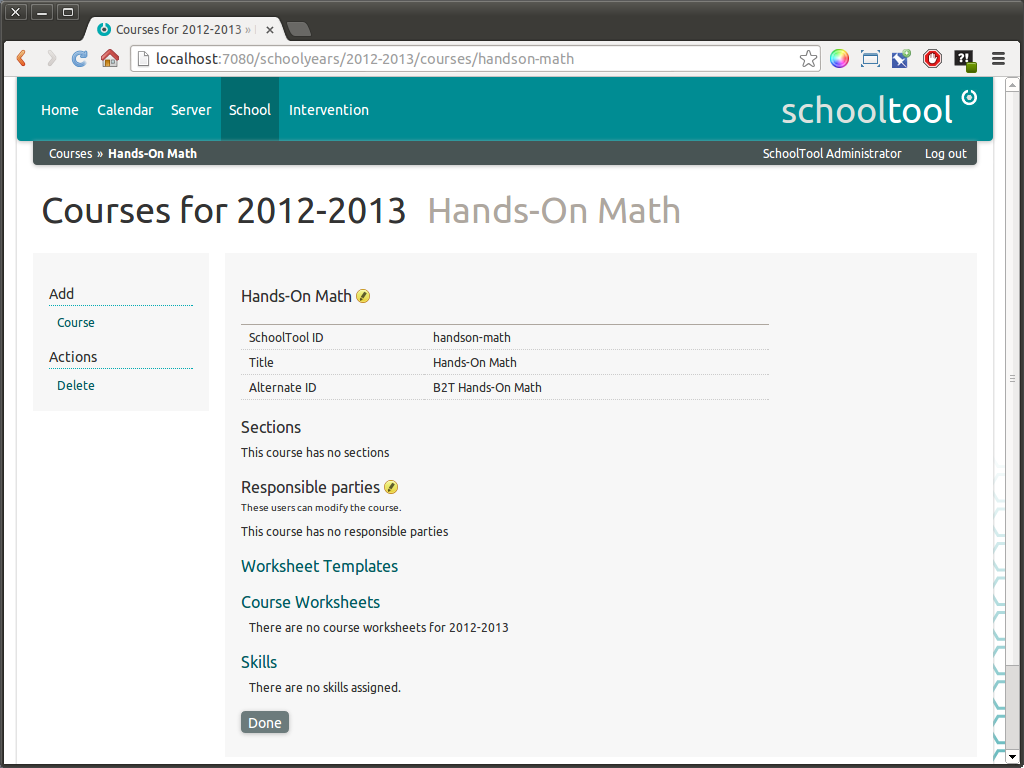 Courses for 2012-2013 »
localhost:7080/schoolyears/2012-2013/courses/handson-math
?!
Home Calendar Server School Intervention
schooltool
Courses » Hands-On Math SchoolTool Administrator Log out
Courses for 2012-2013 Hands-On Math
Add
Course
Actions
Delete
Hands-On Math
SchoolTool ID handson-math
Title Hands-On Math
Alternate ID B2T Hands-On Math
Sections
This course has no sections
Responsible parties
These users can modify the course.
This course has no responsible parties
Worksheet Templates
Course Worksheets
There are no course worksheets for 2012-2013
Skills
There are no skills assigned.
Done